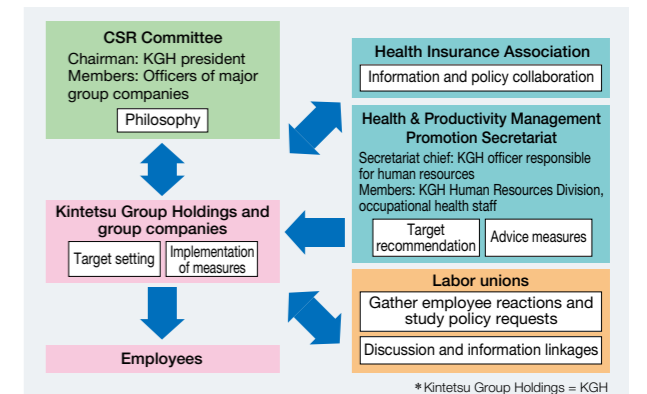 CSR Committee
Chairman: KGH president
Members: Officers of major
group companies
Philosophy
Kintetsu Group Holdings and
group companies
Target setting
Implementation
of measures
Employees
Health Insurance Association
Information and policy collaboration
Health & Productivity Management
Promotion Secretariat
Secretariat chief: KGH officer responsible
for human resources
Members: KGH Human Resources Division,
occupational health staff
Target
recommendation
Advice measures
Labor unions
Gather employee reactions and
study policy requests
Discussion and information linkages
*Kintetsu Group Holdings = KGH